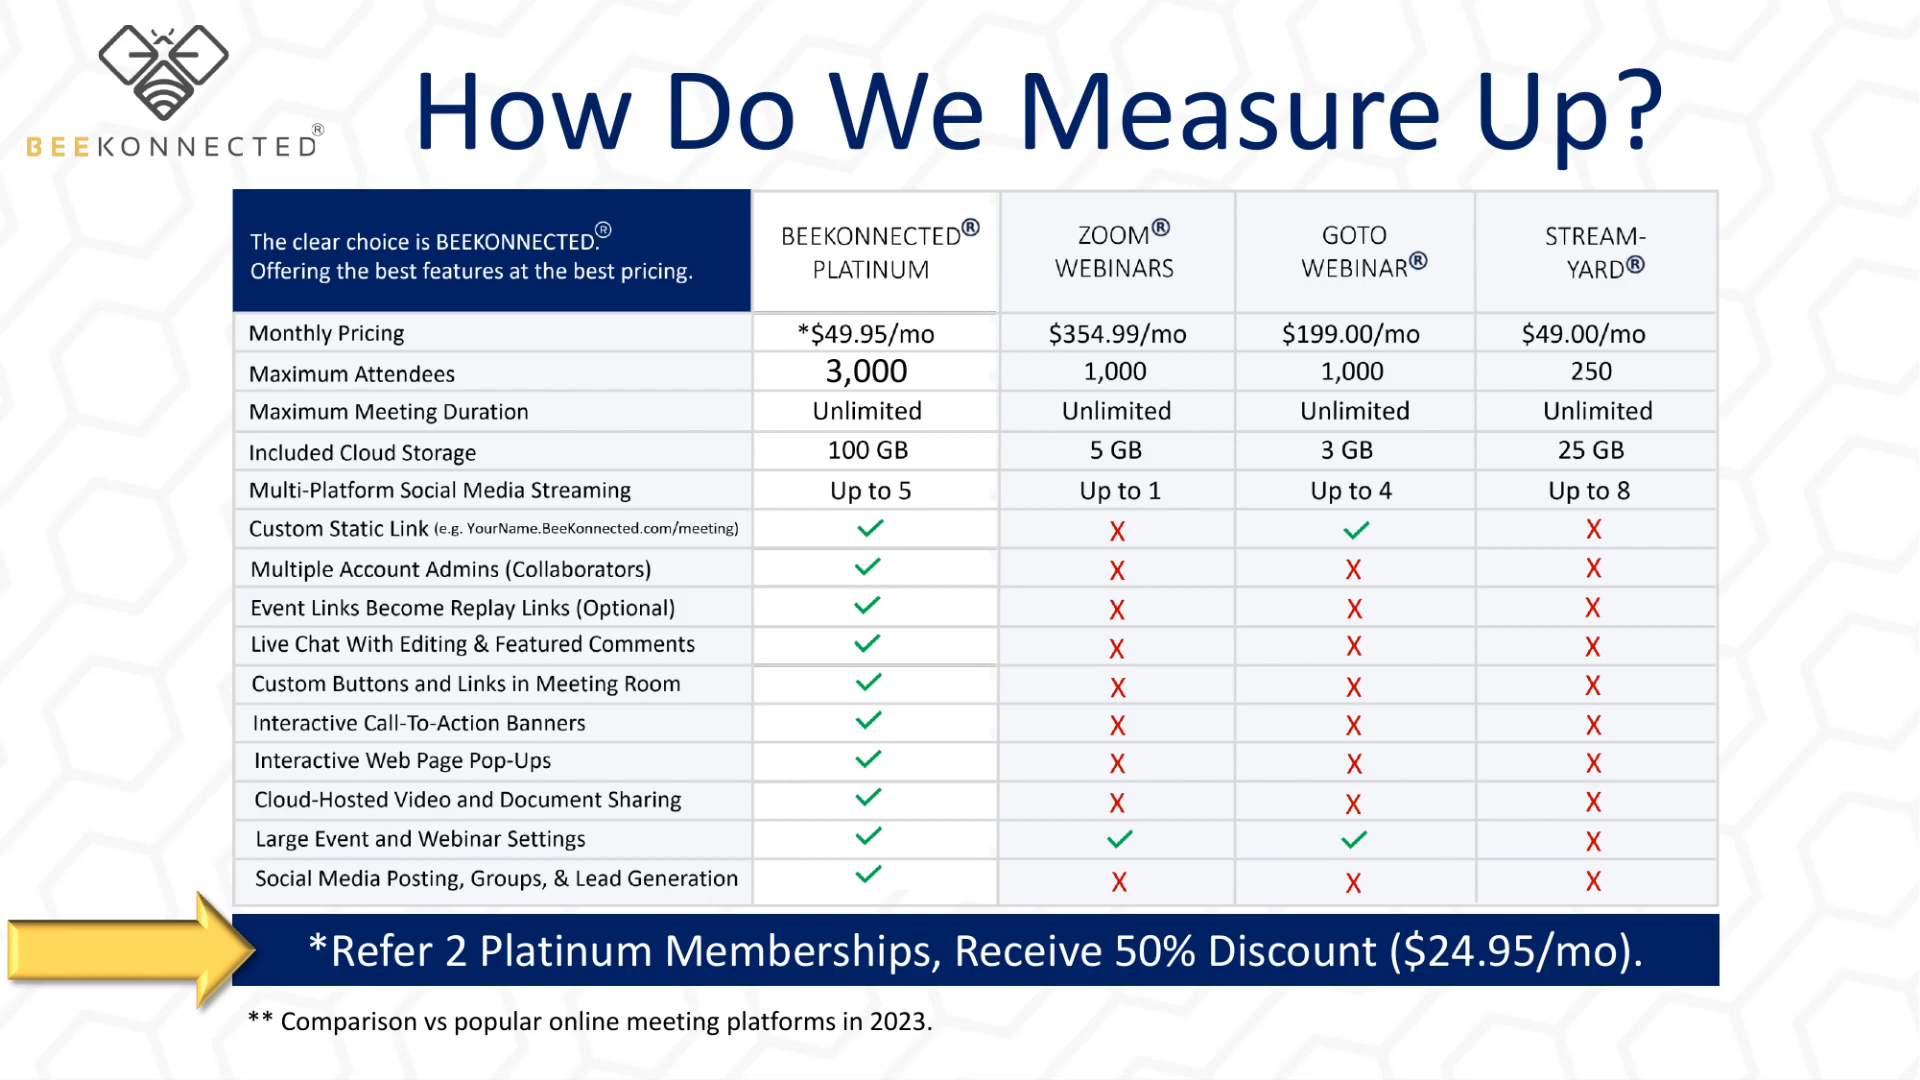 BEEKONNECTED®
How Do We Measure Up?
The clear choice is BEEKONNECTED.®
Offering the best features at the best pricing.
BEEKONNECTED®
PLATINUM
ZOOM®
WEBINARS
GOTO
WEBINAR®
STREAM-
YARD®
Monthly Pricing *$49.95/mo $354.99/mo $199.00/mo $49.00/mo
Maximum Attendees 3,000 1,000 1,000 250
Maximum Meeting Duration Unlimited Unlimited Unlimited Unlimited
Included Cloud Storage 100 GB 5 GB 3 GB 25 GB
Multi-Platform Social Media Streaming Up to 5 Up to 1 Up to 4 Up to 8
Custom Static Link (e.g. YourName.BeeKonnected.com/meeting) ✓ X ✓ X
Multiple Account Admins (Collaborators) ✓ X X X
Event Links Become Replay Links (Optional) ✓ X X X
Live Chat With Editing & Featured Comments ✓ X X X
Custom Buttons and Links in Meeting Room ✓ X X X
Interactive Call-To-Action Banners ✓ X X X
Interactive Web Page Pop-Ups ✓ X X X
Cloud-Hosted Video and Document Sharing ✓ X X X
Large Event and Webinar Settings ✓ ✓ ✓ X
Social Media Posting, Groups, & Lead Generation ✓ X X X
*Refer 2 Platinum Memberships, Receive 50% Discount ($24.95/mo).
** Comparison vs popular online meeting platforms in 2023.